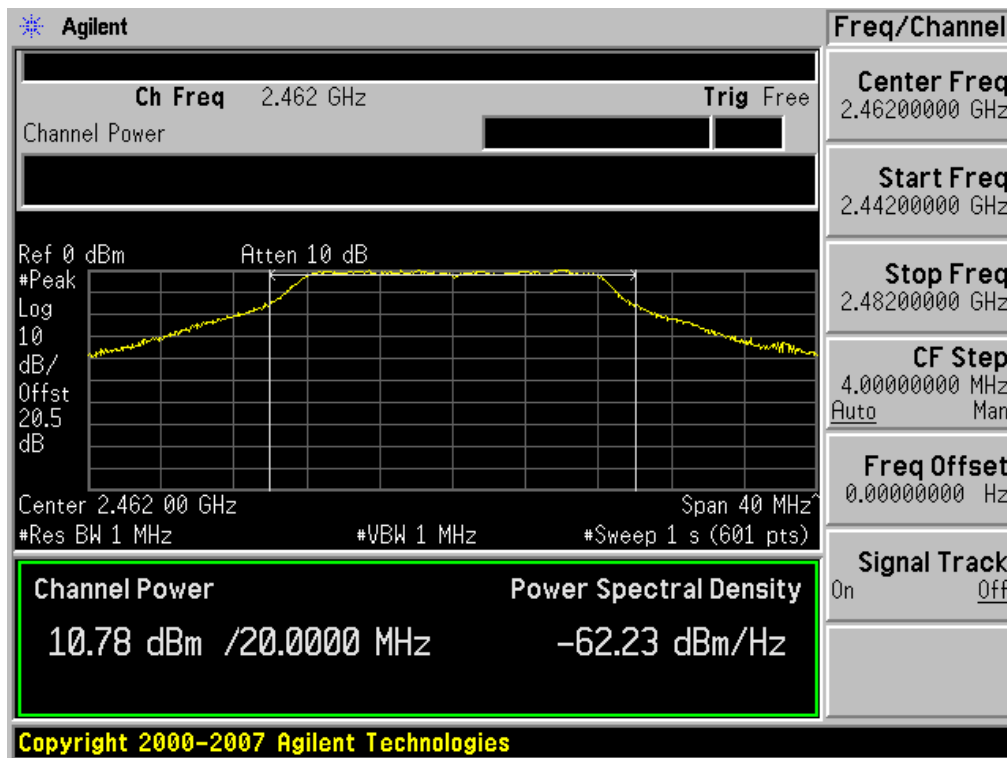 Agilent
Freq/Channel
Ch Freq 2.462 GHz Trig Free
Channel Power
Center Freq
2.46200000 GHz
Start Freq
2.44200000 GHz
Stop Freq
2.48200000 GHz
CF Step
4.00000000 MHz
Auto Man
Freq Offset
0.00000000 Hz
Signal Track
On Off
Ref 0 dBm Atten 10 dB
#Peak
Log
10
dB/
Offst
20.5
dB
Center 2.462 00 GHz Span 40 MHz^
#Res BW 1 MHz #VBW 1 MHz #Sweep 1 s (601 pts)
Channel Power Power Spectral Density
10.78 dBm /20.0000 MHz -62.23 dBm/Hz
Copyright 2000-2007 Agilent Technologies